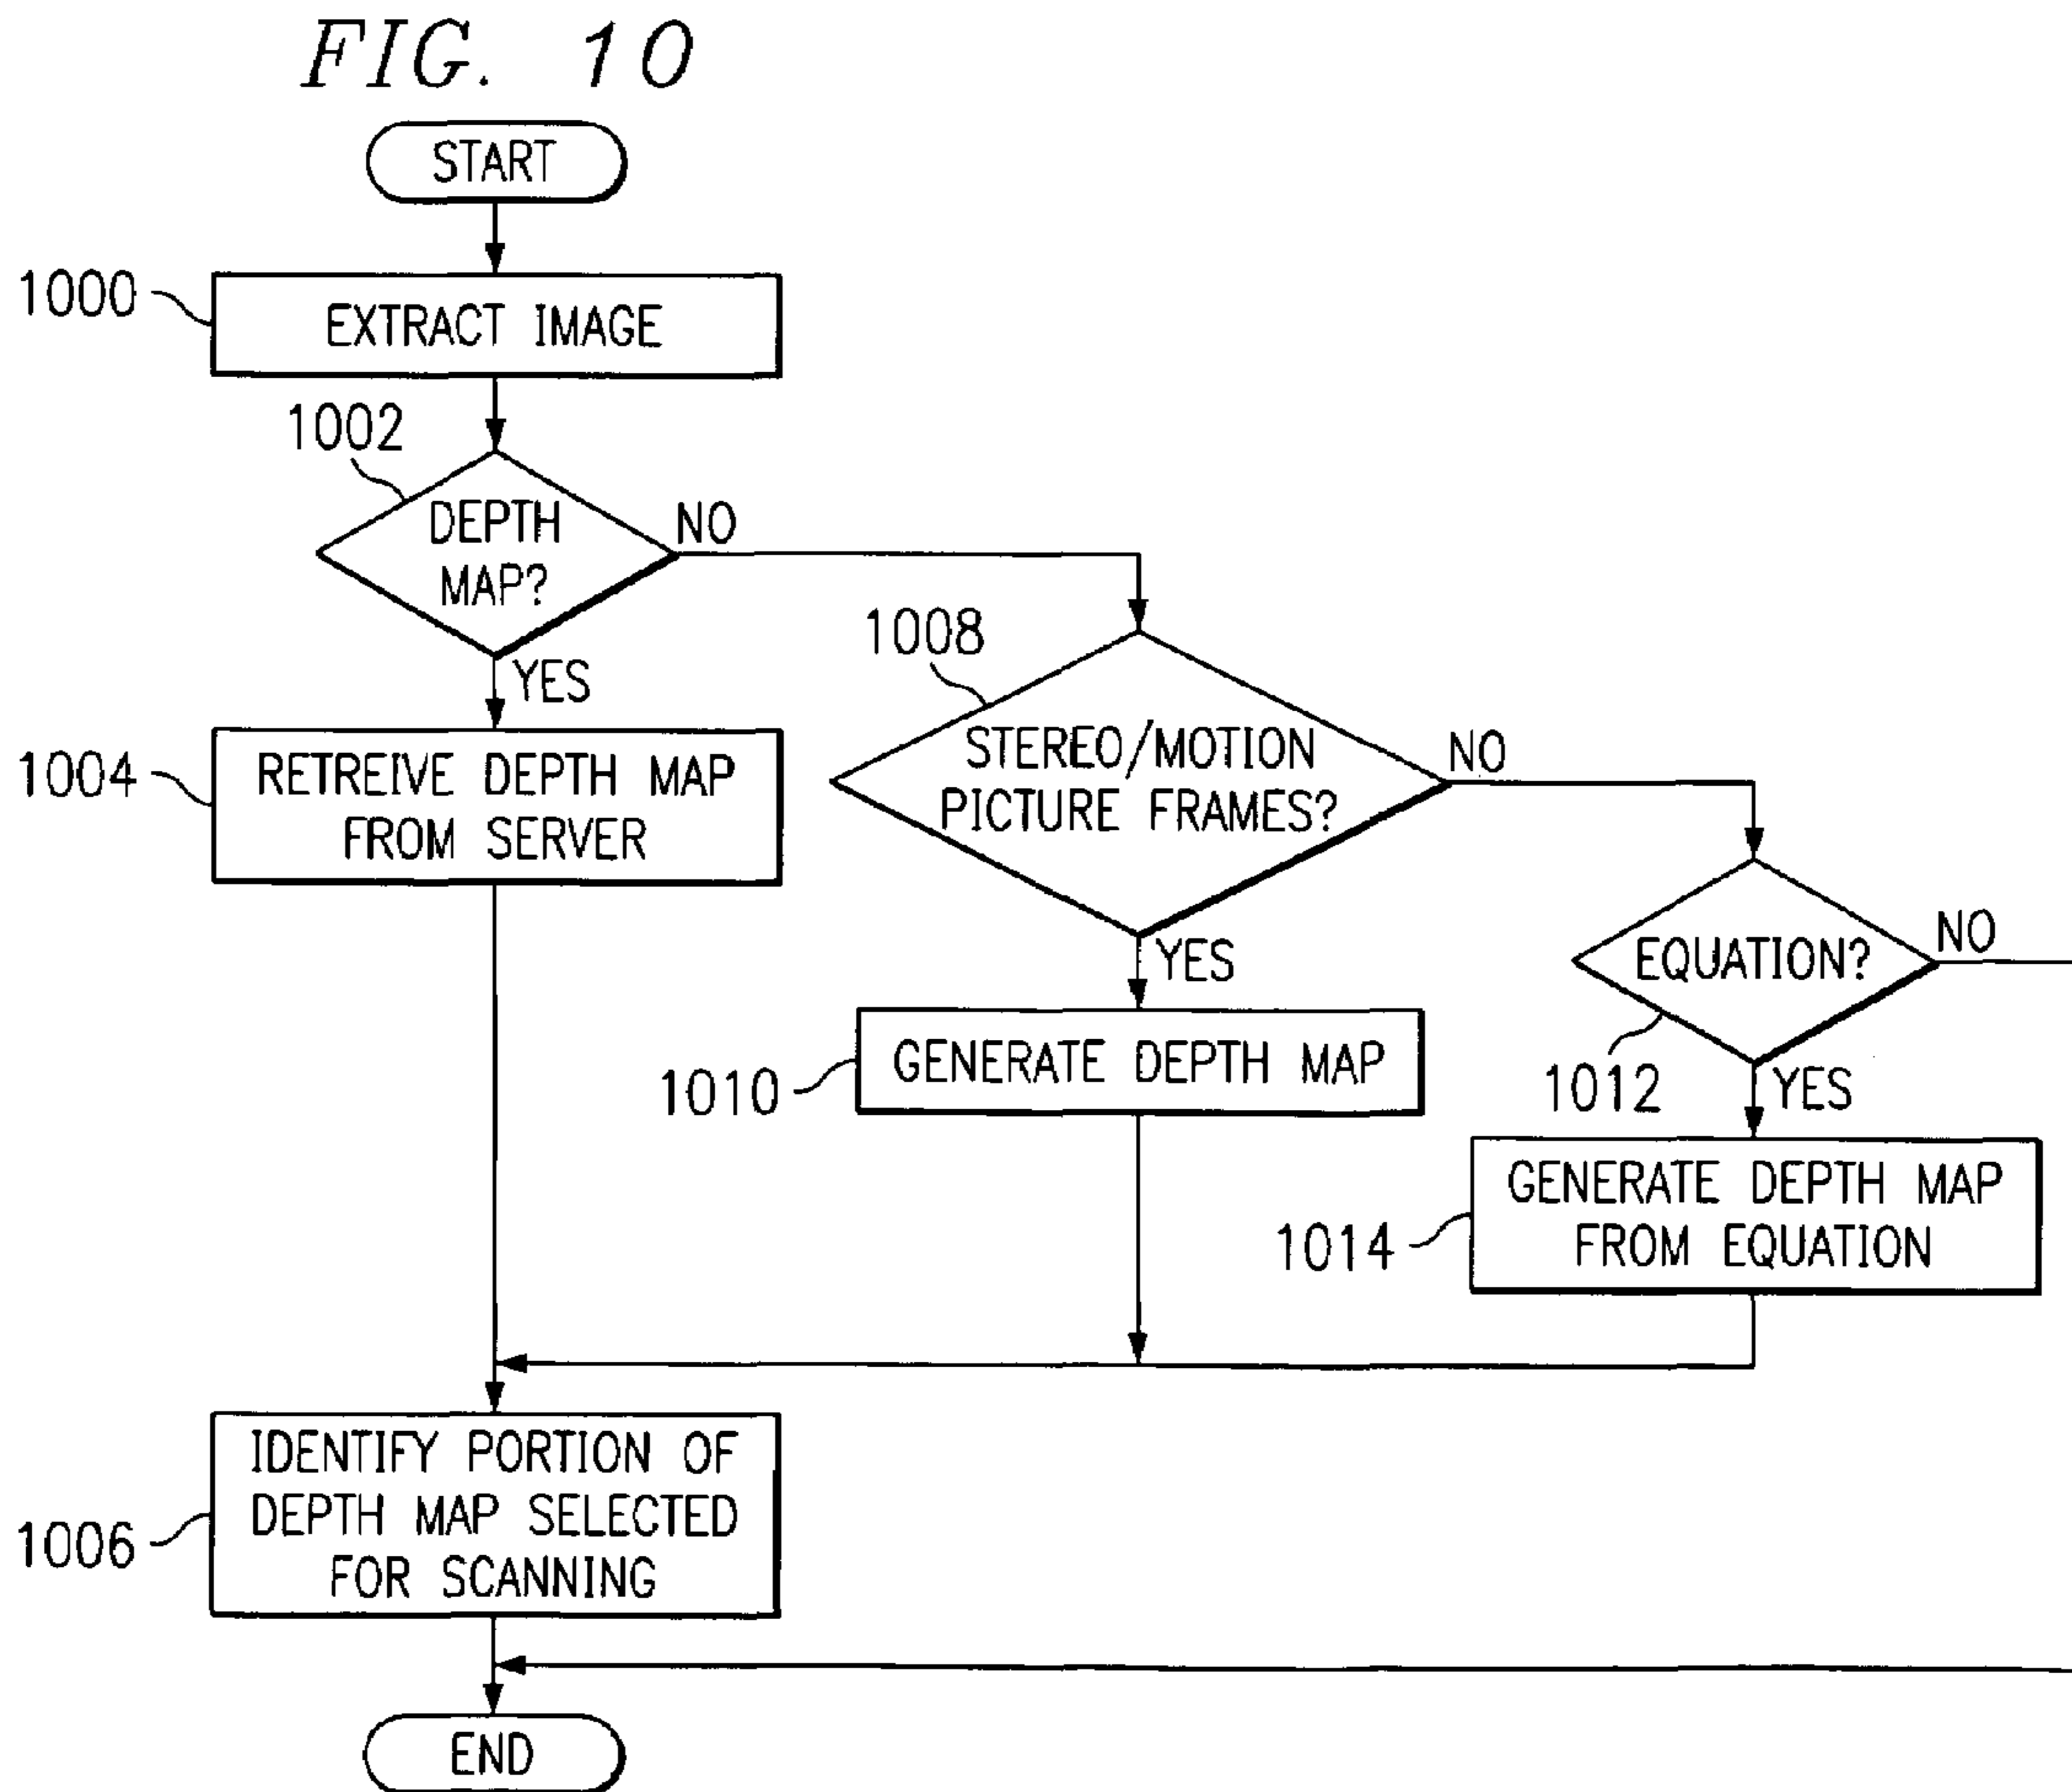 FIG. 10
START
1000
EXTRACT IMAGE
1002
DEPTH
MAP?
NO
YES
1004
RETREIVE DEPTH MAP
FROM SERVER
1008
STEREO/MOTION
PICTURE FRAMES?
NO
YES
1010
GENERATE DEPTH MAP
EQUATION?
NO
1012
YES
1014
GENERATE DEPTH MAP
FROM EQUATION
1006
IDENTIFY PORTION OF
DEPTH MAP SELECTED
FOR SCANNING
END